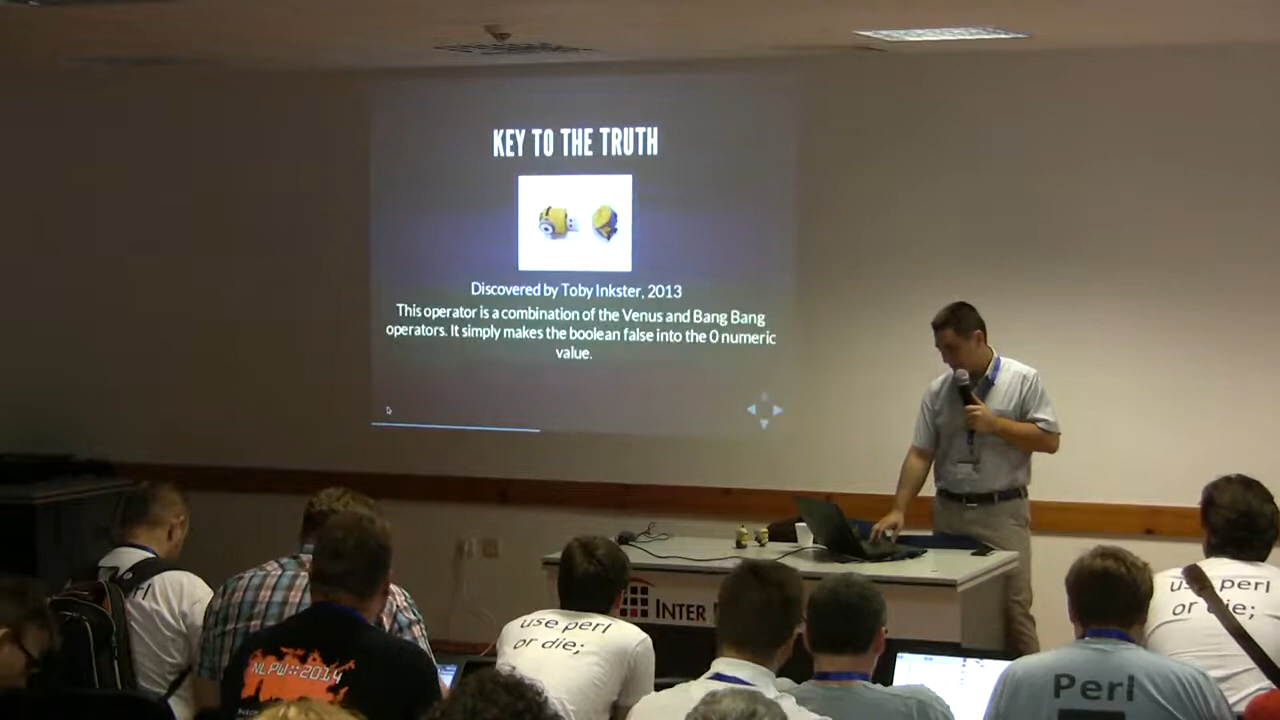 KEY TO THE TRUTH
Discovered by Toby Inkster, 2013
This operator is a combination of the Venus and Bang Bang
operators. It simply makes the boolean false into the 0 numeric
value.
INTER
use perl
or die;
NLPW::2014
use perl
or die;
Perl